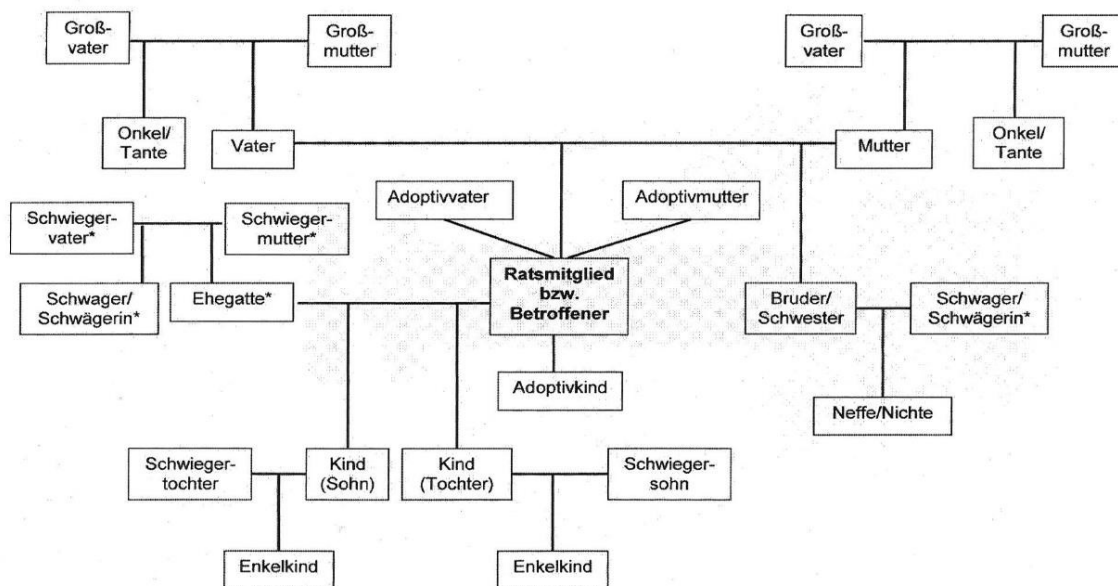 Groß-
vater
Groß-
mutter
Groß-
vater
Groß-
mutter
Onkel/
Tante
Vater
Mutter
Onkel/
Tante
Adoptivvater
Adoptivmutter
Schwieger-
vater*
Schwieger-
mutter*
Ratsmitglied
bzw.
Betroffener
Schwager/
Schwägerin*
Ehegatte*
Bruder/
Schwester
Schwager/
Schwägerin*
Adoptivkind
Neffe/Nichte
Schwieger-
tochter
Kind
(Sohn)
Kind
(Tochter)
Schwieger-
sohn
Enkelkind
Enkelkind